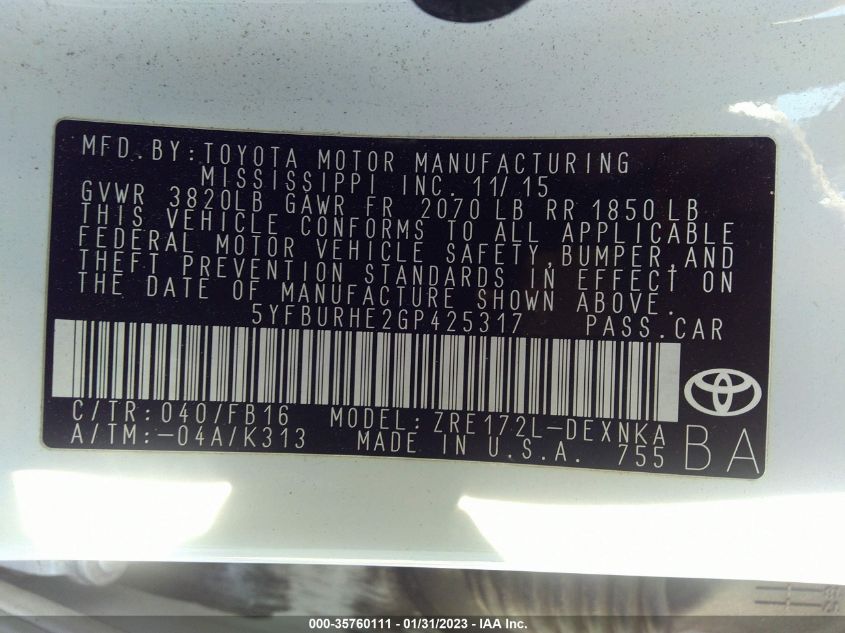 MFD.BY:TOYOTA MOTOR MANUFACTURING
MISSISSIPPI INC. 11/15
GVWR 3820LB GAWR FR 2070 LB RR 1850 LB
THIS VEHICLE CONFORMS TO ALL APPLICABLE
FEDERAL MOTOR VEHICLE SAFETY,BUMPER,AND
THEFT PREVENTION STANDARDS IN EFFECT ON
THE DATE OF MANUFACTURE SHOWN ABOVE.
5YFBURHE2GP425317 PASS.CAR
C/TR:040/FB16 MODEL:ZRE172L-DEXNKA
A/TM:-04A/K313 MADE IN U.S.A. 755 BA
000-35760111 - 01/31/2023 - IAA Inc.